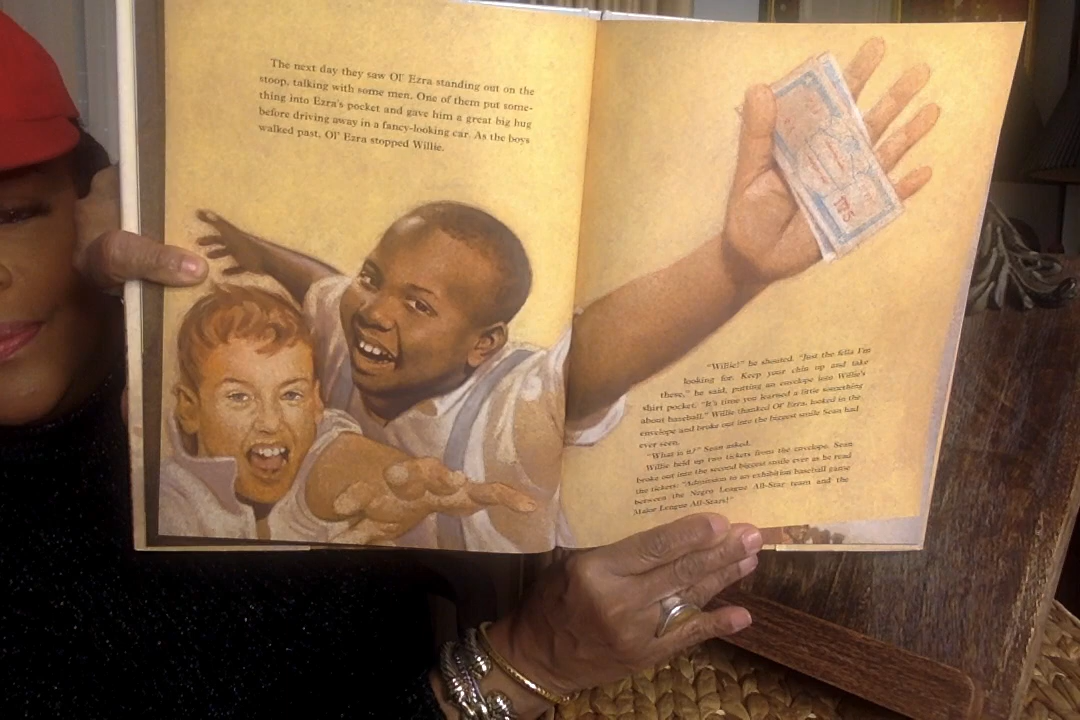 The next day they saw Ol' Ezra standing out on the
stoop, talking with some men. One of them put some-
thing into Ezra's pocket and gave him a great big hug
before driving away in a fancy-looking car. As the boys
walked past, Ol' Ezra stopped Willie.
"Willie!" he shouted. "Just the fella I'm
looking for. Keep your chin up and take
these," he said, putting an envelope into Willie's
shirt pocket. "It's time you learned a little something
about baseball." Willie thanked Ol' Ezra, looked in the
envelope and broke out into the biggest smile Sean had
ever seen.
"What is it?" Sean asked.
Willie held up two tickets from the envelope. Sean
broke out into the second biggest smile ever as he read
the tickets: "Admission to an exhibition baseball game
between the Negro League All-Star team and the
Major League All-Stars!"